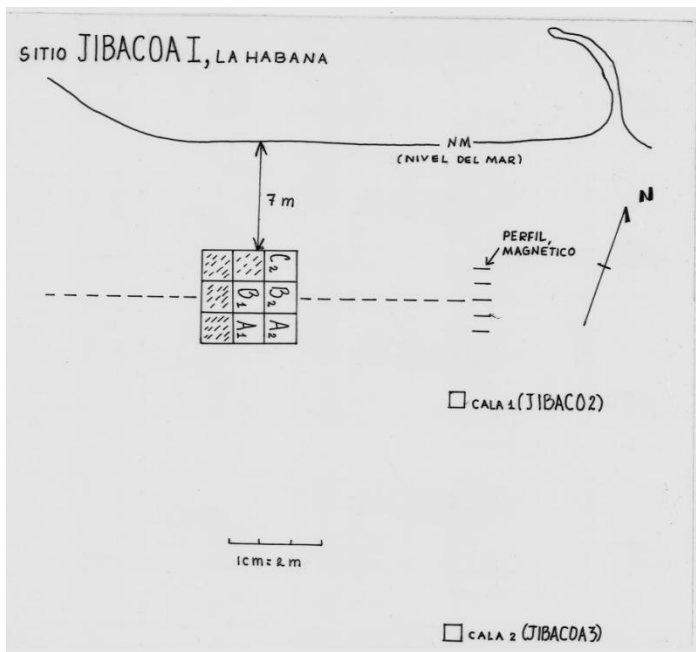 SITIO JIBACOA I, LA HABANA
NM
(NIVEL DEL MAR)
7 m
N
PERFIL
MAGNÉTICO
C2
B1 B2
A1 A2
CALA 1 (JIBACO2)
1cm=2m
CALA 2 (JIBACOA3)